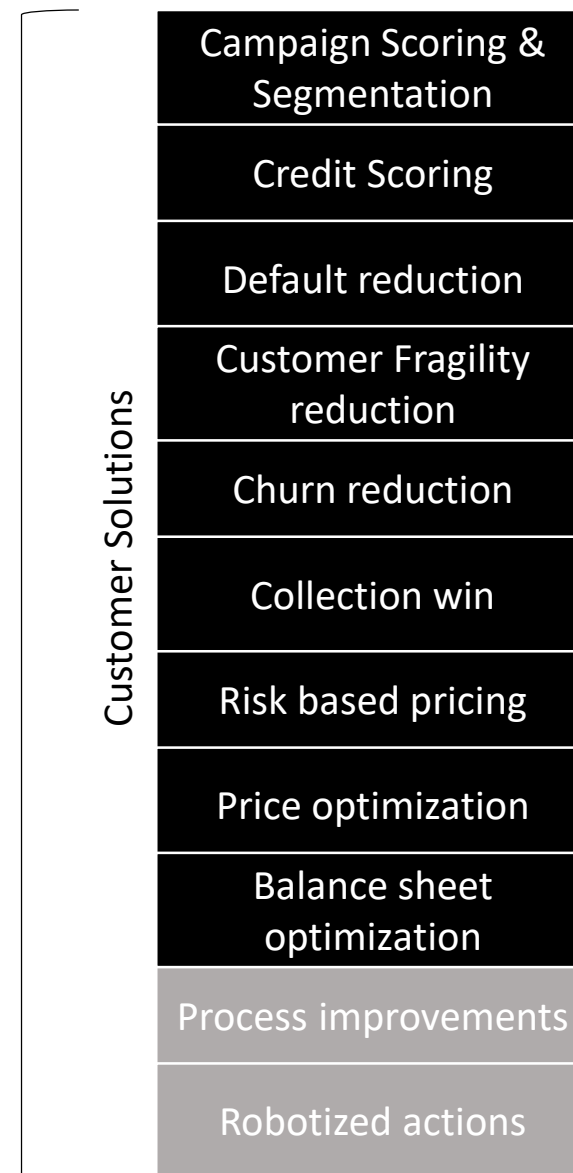 Customer Solutions
Campaign Scoring &
Segmentation
Credit Scoring
Default reduction
Customer Fragility
reduction
Churn reduction
Collection win
Risk based pricing
Price optimization
Balance sheet
optimization
Process improvements
Robotized actions